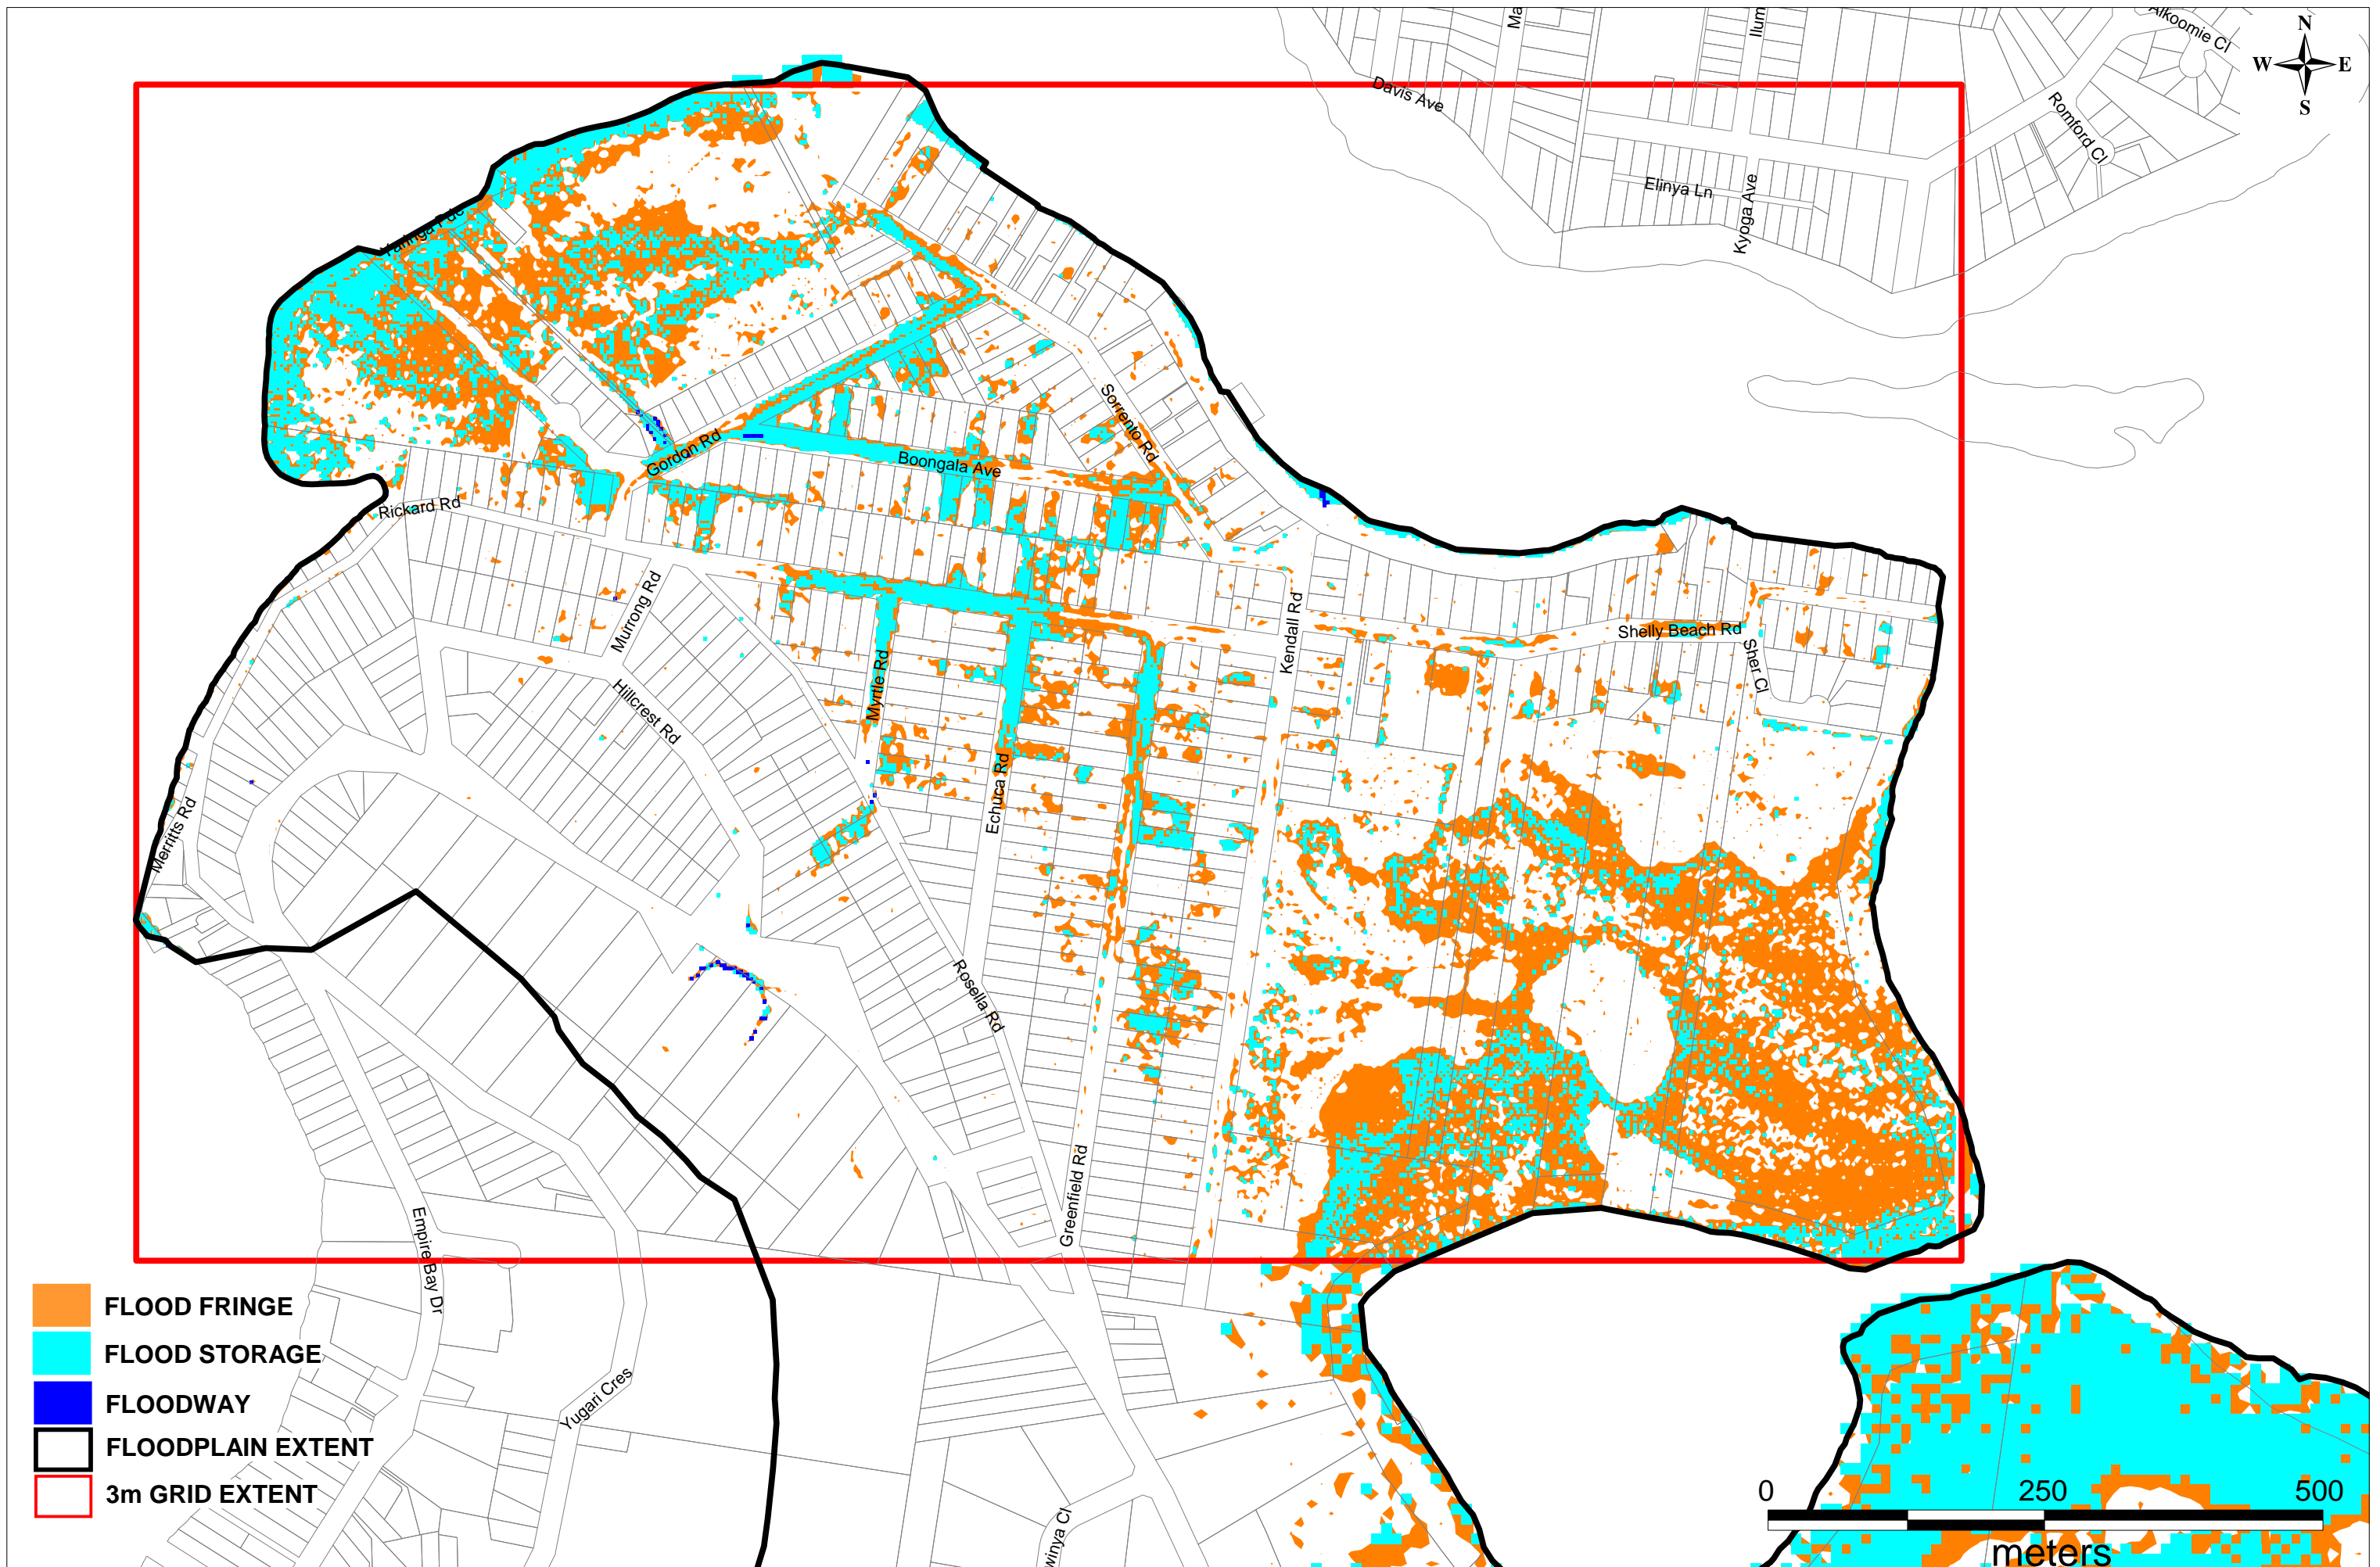 Alkoomie Cl
N
W E
S
Davis Ave
Romford Cl
Elinya Ln
Kyoga Ave
Sorrento Rd
Gordon Rd
Boongala Ave
Rickard Rd
Murrong Rd
Kendall Rd
Shelly Beach Rd
Sher Cl
Myrtle Rd
Hillcrest Rd
Echuca Rd
Merritts Rd
Rosella Rd
Greenfield Rd
Empire Bay Dr
Yugari Cres
winya Cl
FLOOD FRINGE
FLOOD STORAGE
FLOODWAY
FLOODPLAIN EXTENT
3m GRID EXTENT
0 250 500
meters